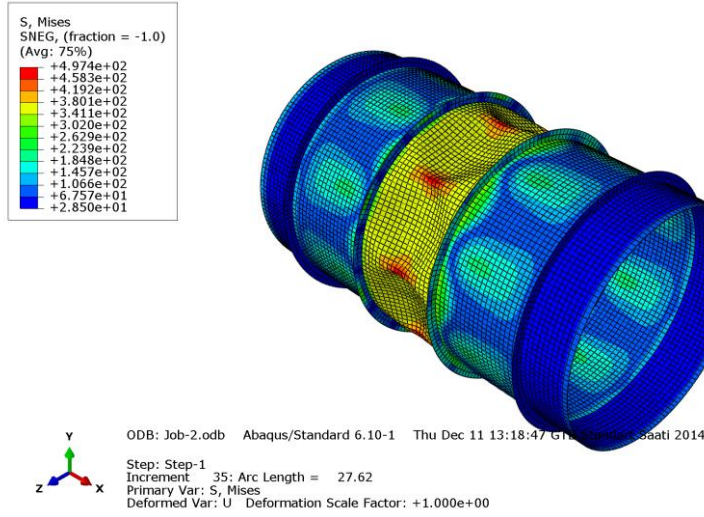 S, Mises
SNEG, (fraction = -1.0)
(Avg: 75%)
+4.974e+02
+4.583e+02
+4.192e+02
+3.801e+02
+3.411e+02
+3.020e+02
+2.629e+02
+2.239e+02
+1.848e+02
+1.457e+02
+1.066e+02
+6.757e+01
+2.850e+01
Y
Z
X
ODB: Job-2.odb Abaqus/Standard 6.10-1 Thu Dec 11 13:18:47 Saati 2014
Step: Step-1
Increment 35: Arc Length = 27.62
Primary Var: S, Mises
Deformed Var: U Deformation Scale Factor: +1.000e+00